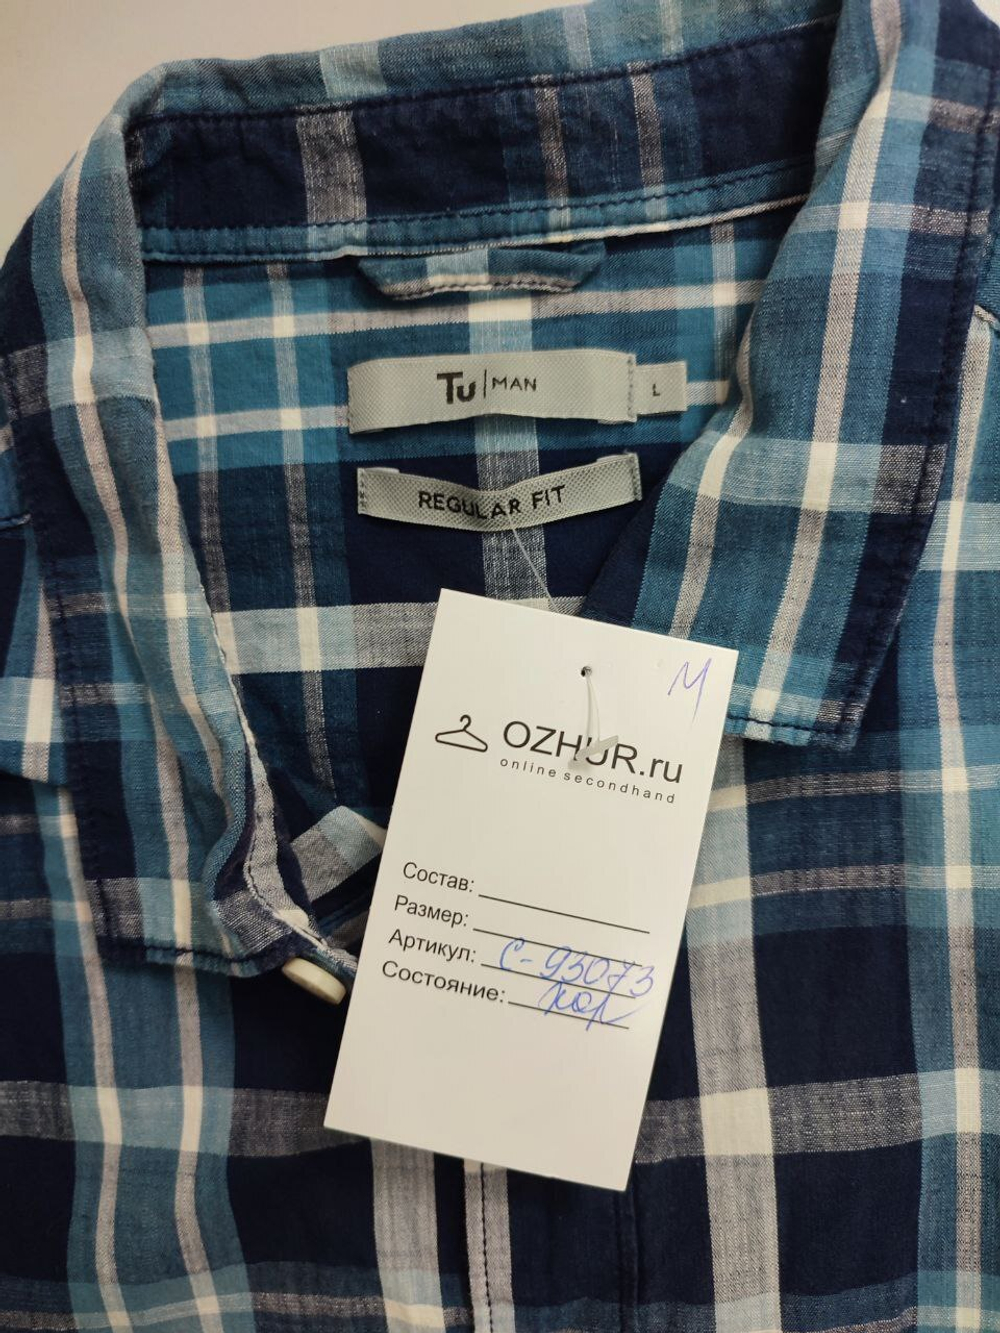 Tu MAN
L
REGULAR FIT
М
OZHUR.ru
online secondhand
Состав:
Размер:
Артикул: С-93073
Состояние: хор